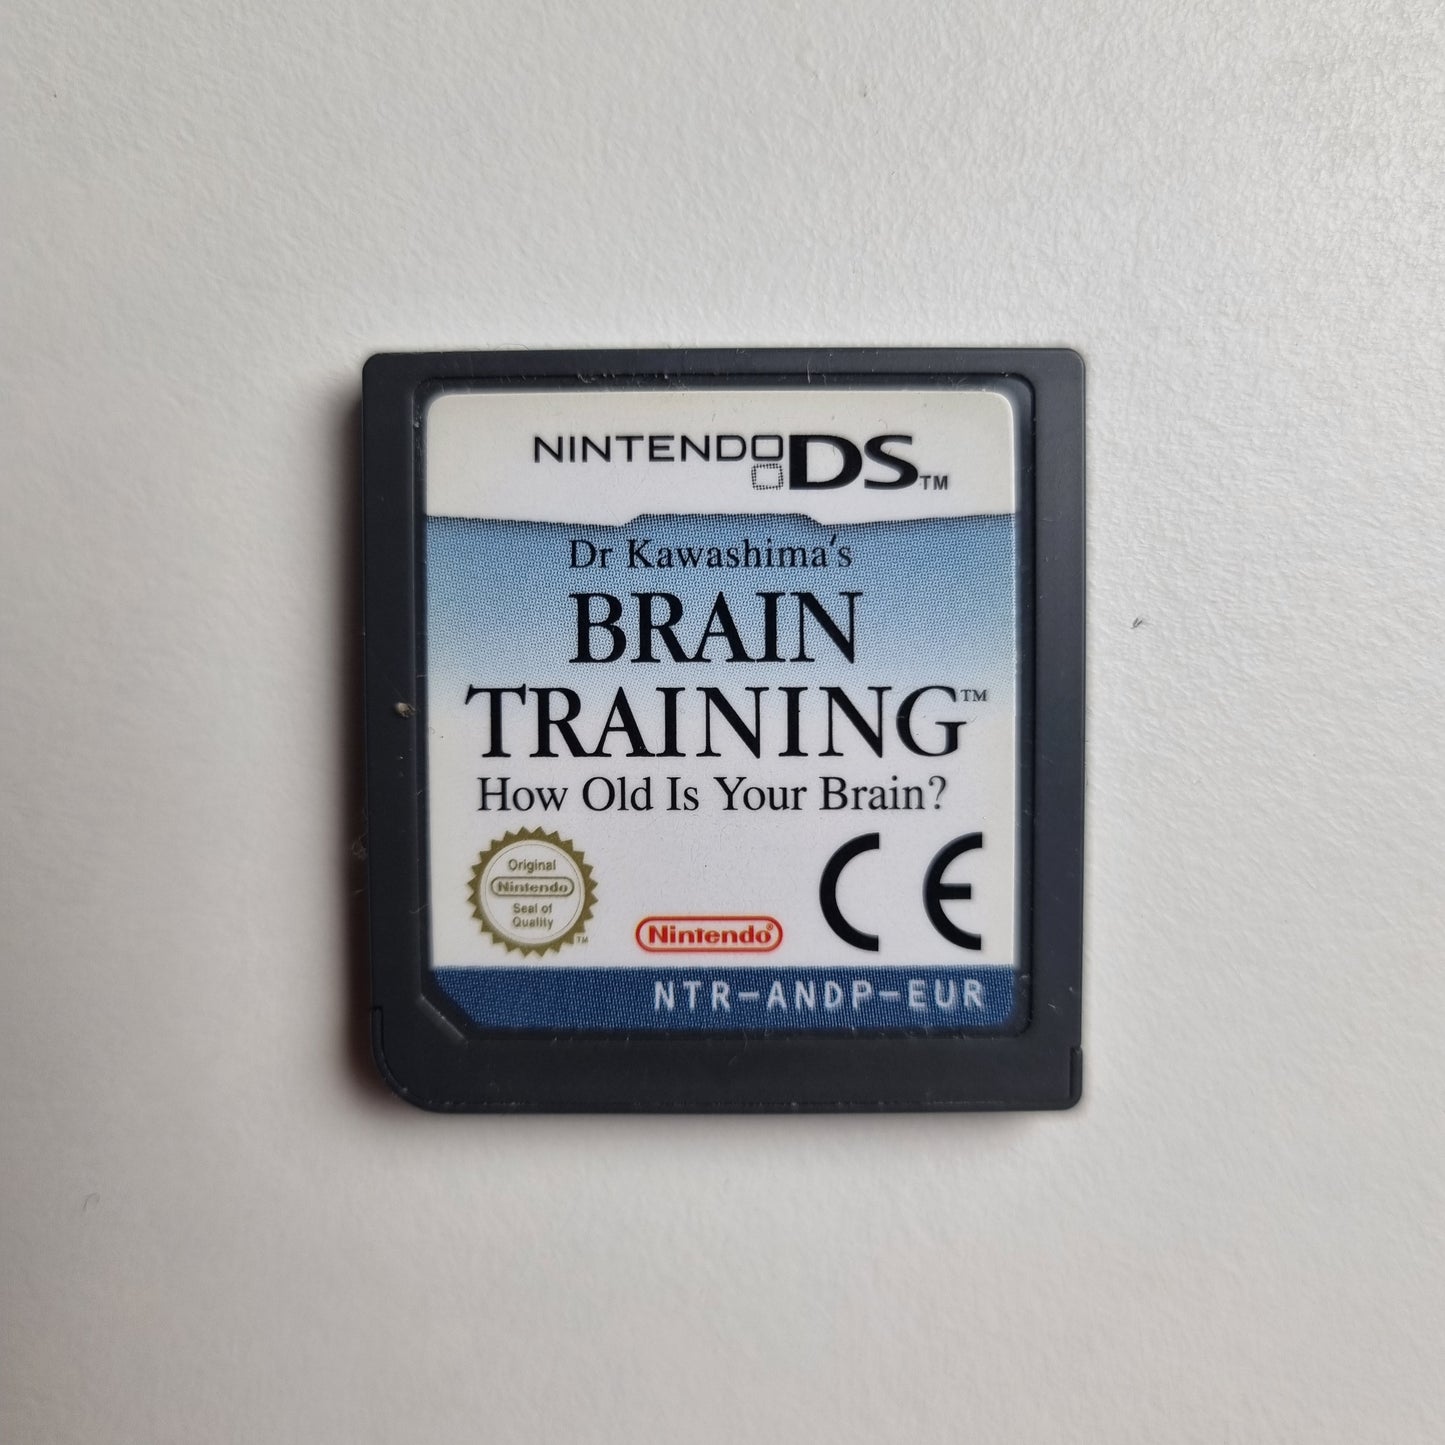 NINTENDO DS™
Dr Kawashima's
BRAIN
TRAINING™
How Old Is Your Brain?
Original
Nintendo
Seal of
Quality
TM
Nintendo®
CE
NTR-ANDP-EUR